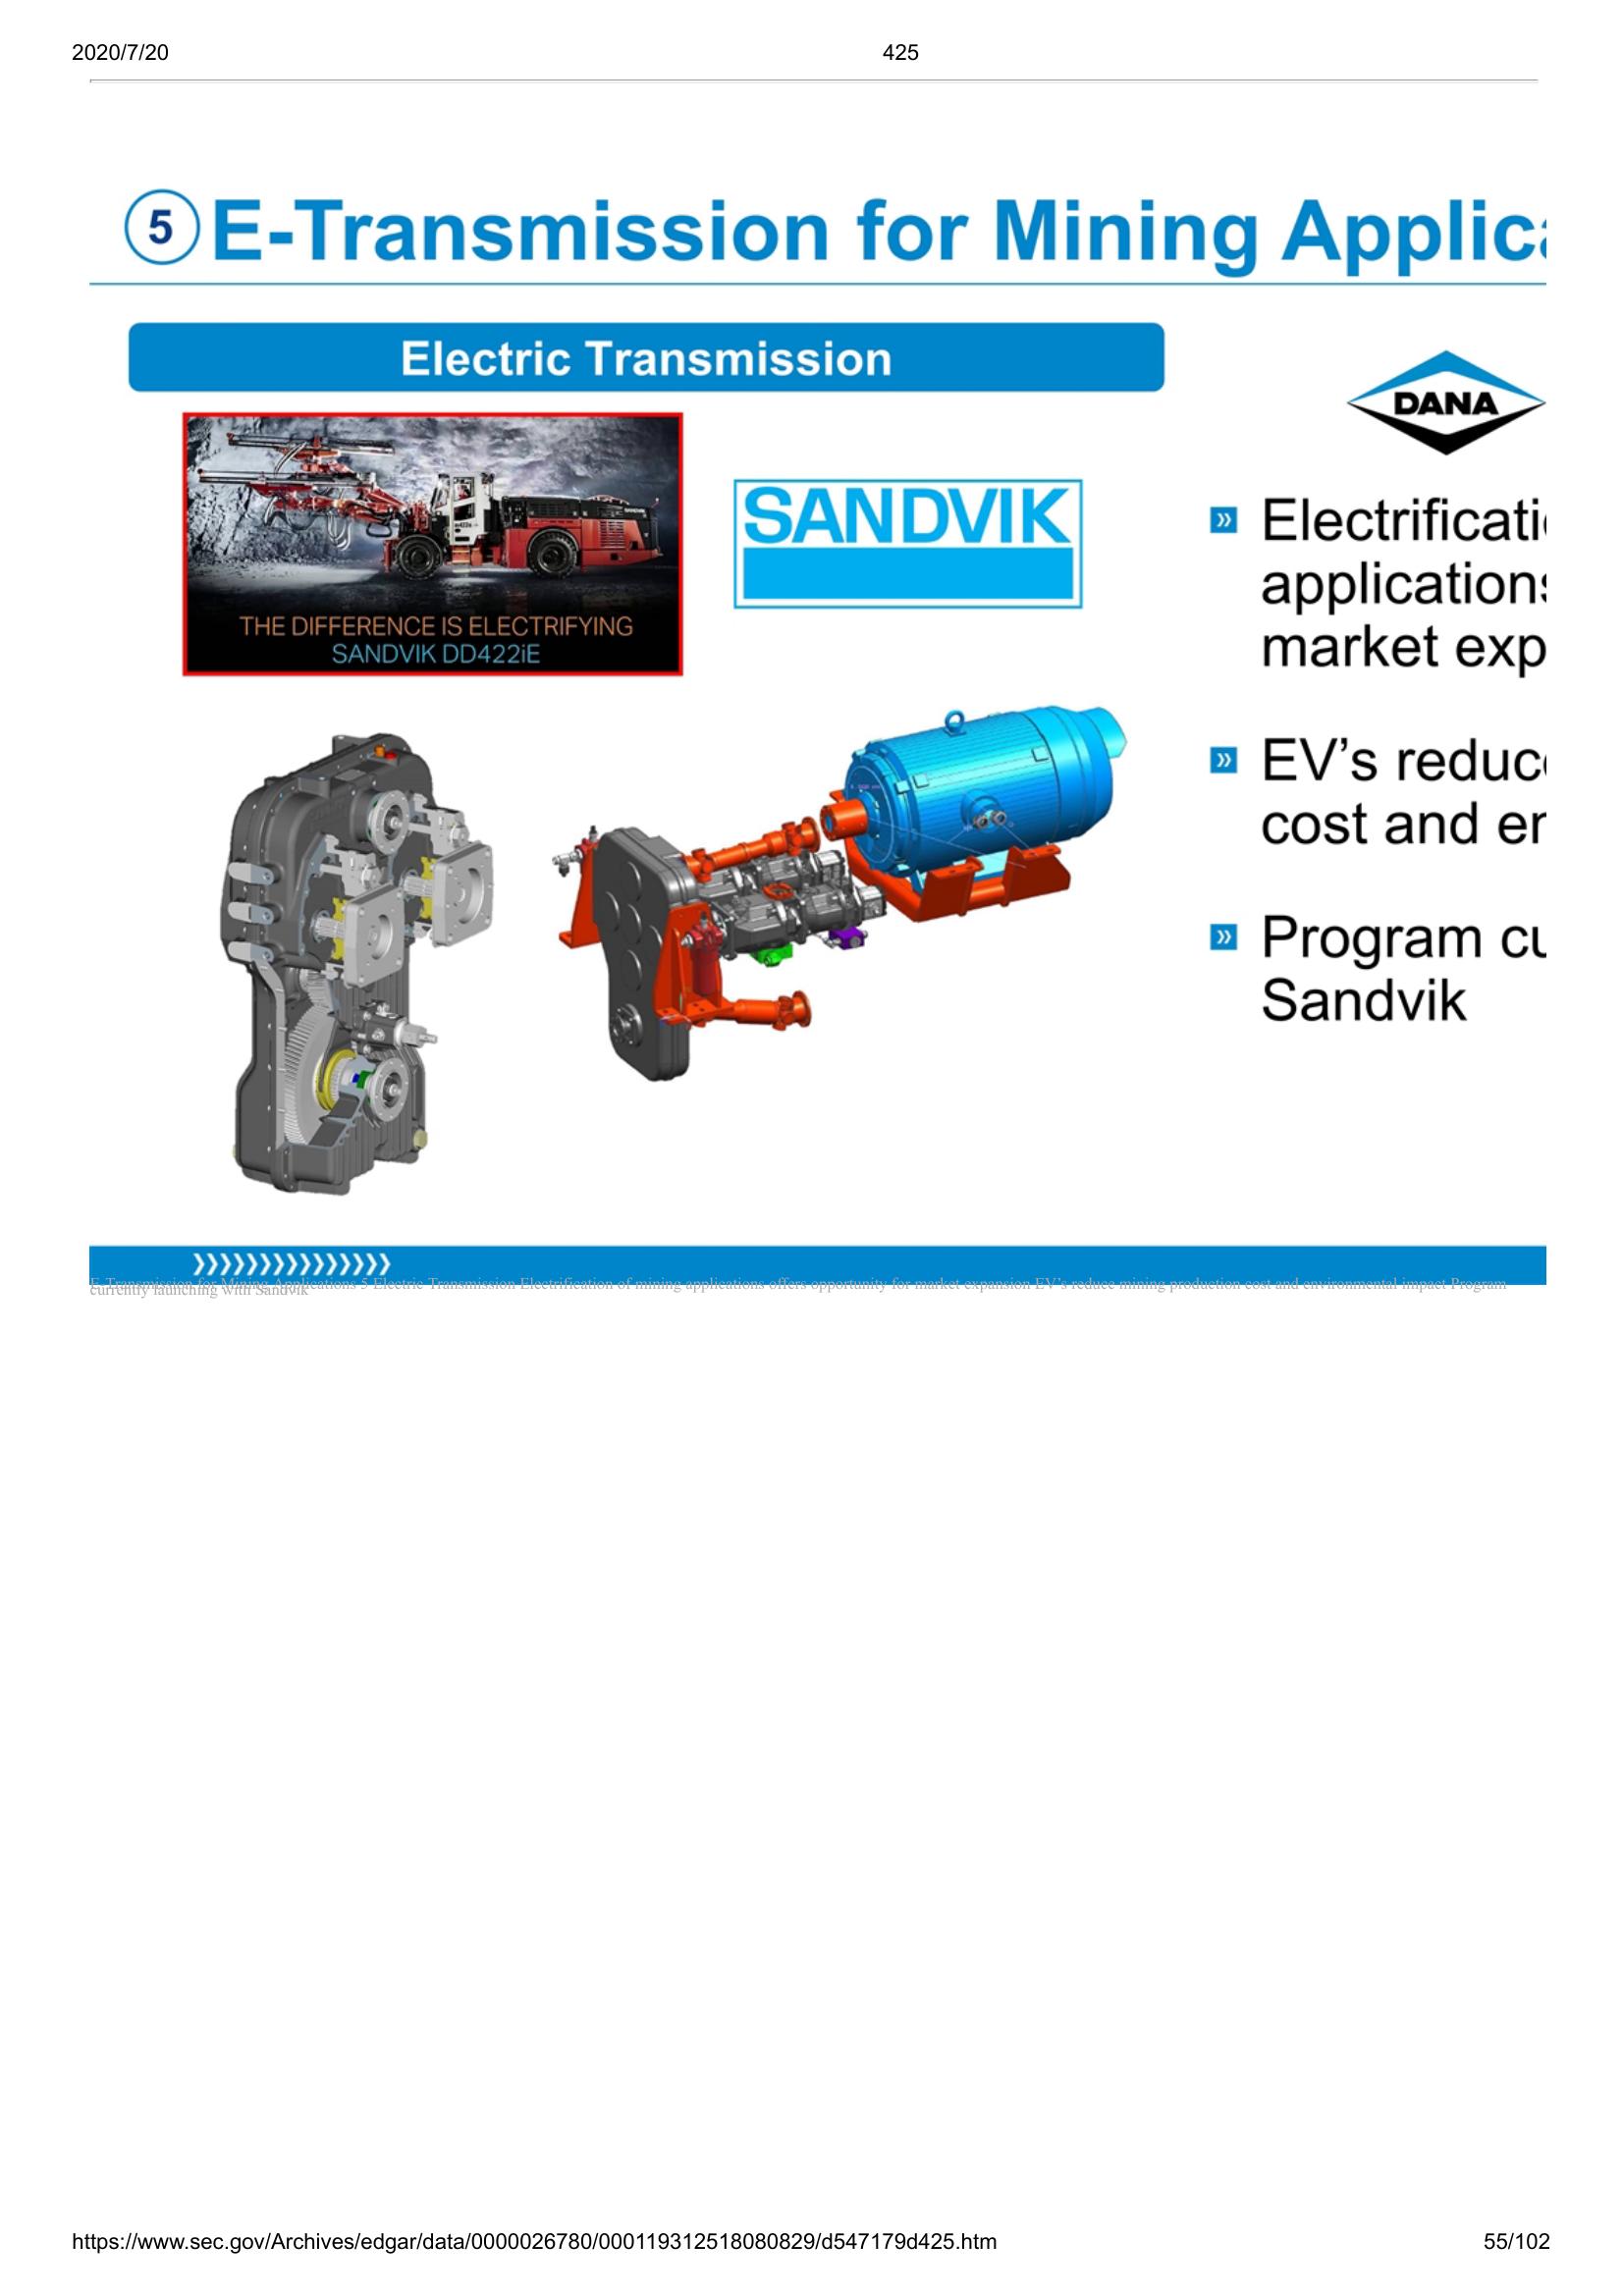 2020/7/20
425
5
E-Transmission for Mining Applica
Electric Transmission
DANA
SANDVIK
THE DIFFERENCE IS ELECTRIFYING
SANDVIK DD422iE
Electrificati
applications
market exp
EV’s reduc
cost and en
Program cu
Sandvik
E-Transmission for Mining Applications 5 Electric Transmission Electrification of mining applications offers opportunity for market expansion EV’s reduce mining production cost and environmental impact Program
currently launching with Sandvik
https://www.sec.gov/Archives/edgar/data/0000026780/000119312518080829/d547179d425.htm
55/102